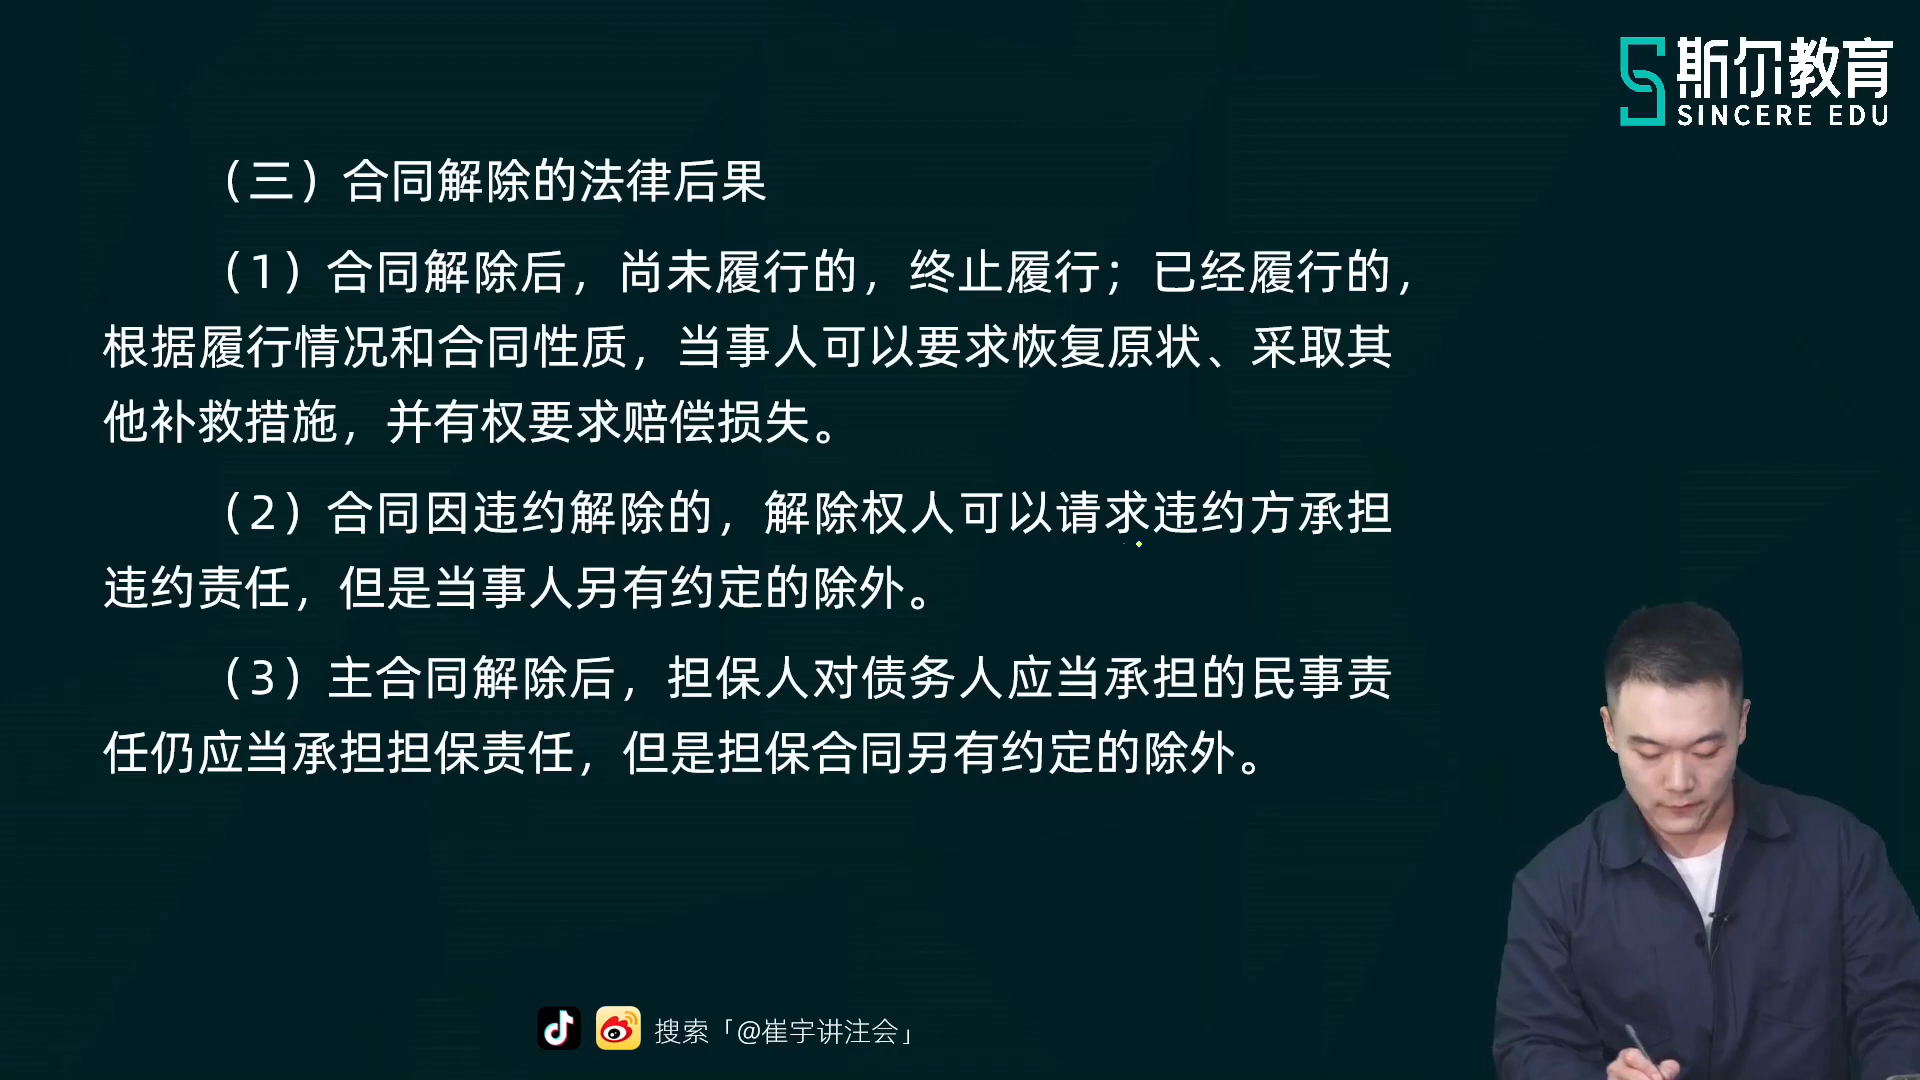 斯尔教育
SINCERE EDU
（三）合同解除的法律后果
（1）合同解除后，尚未履行的，终止履行；已经履行的，
根据履行情况和合同性质，当事人可以要求恢复原状、采取其
他补救措施，并有权要求赔偿损失。
（2）合同因违约解除的，解除权人可以请求违约方承担
违约责任，但是当事人另有约定的除外。
（3）主合同解除后，担保人对债务人应当承担的民事责
任仍应当承担担保责任，但是担保合同另有约定的除外。
搜索「@崔宇讲注会」